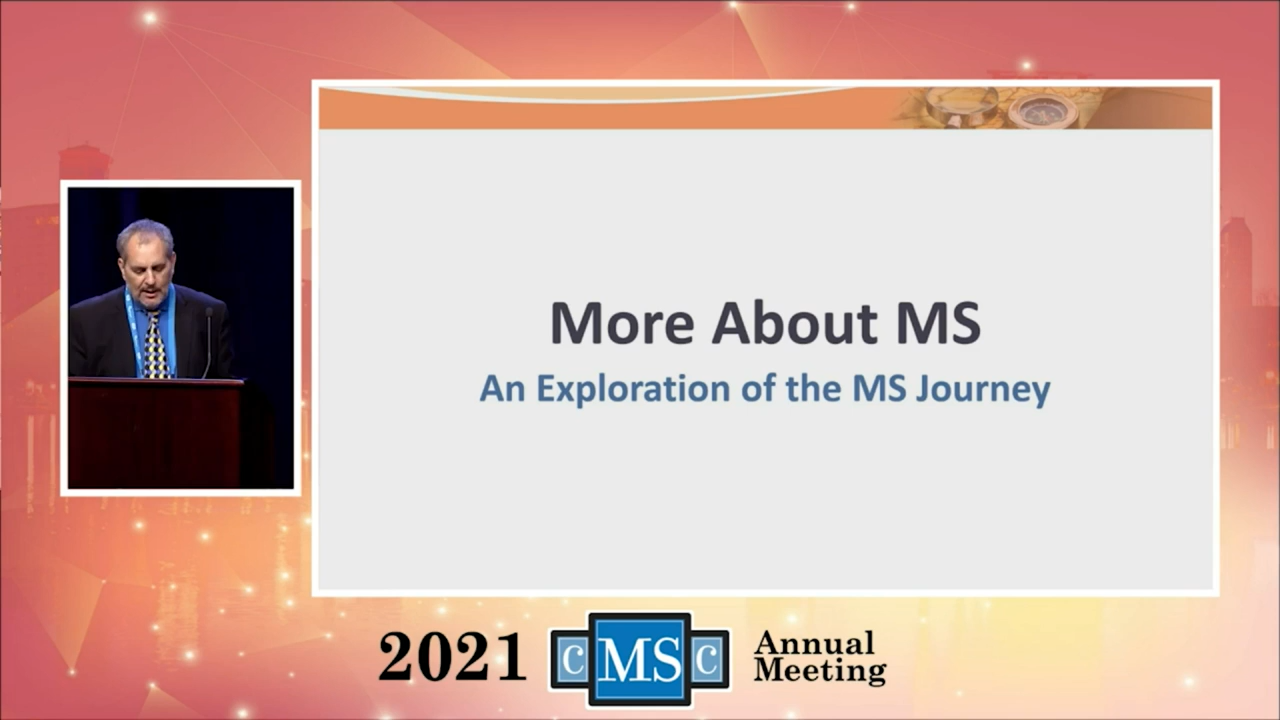 More About MS
An Exploration of the MS Journey
2021
CMSC
Annual
Meeting